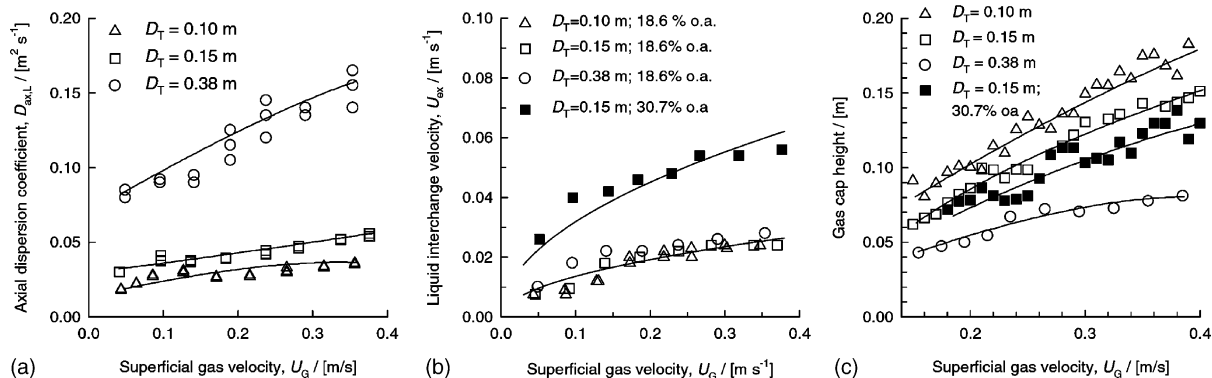 Axial dispersion coefficient, D_ax,L / [m² s⁻¹]
0.20
0.15
0.10
0.05
0.00
D_T = 0.10 m
D_T = 0.15 m
D_T = 0.38 m
0.0 0.1 0.2 0.3 0.4
(a)
Superficial gas velocity, U_G / [m/s]
Liquid interchange velocity, U_ex / [m s⁻¹]
0.10
0.08
0.06
0.04
0.02
0.00
D_T=0.10 m; 18.6 % o.a.
D_T=0.15 m; 18.6% o.a.
D_T=0.38 m; 18.6% o.a.
D_T=0.15 m; 30.7% o.a
0.0 0.1 0.2 0.3 0.4
(b)
Superficial gas velocity, U_G / [m s⁻¹]
Gas cap height / [m]
0.20
0.15
0.10
0.05
0.00
D_T = 0.10 m
D_T = 0.15 m
D_T = 0.38 m
D_T = 0.15 m;
30.7% oa
0.2 0.3 0.4
(c)
Superficial gas velocity, U_G / [m/s]